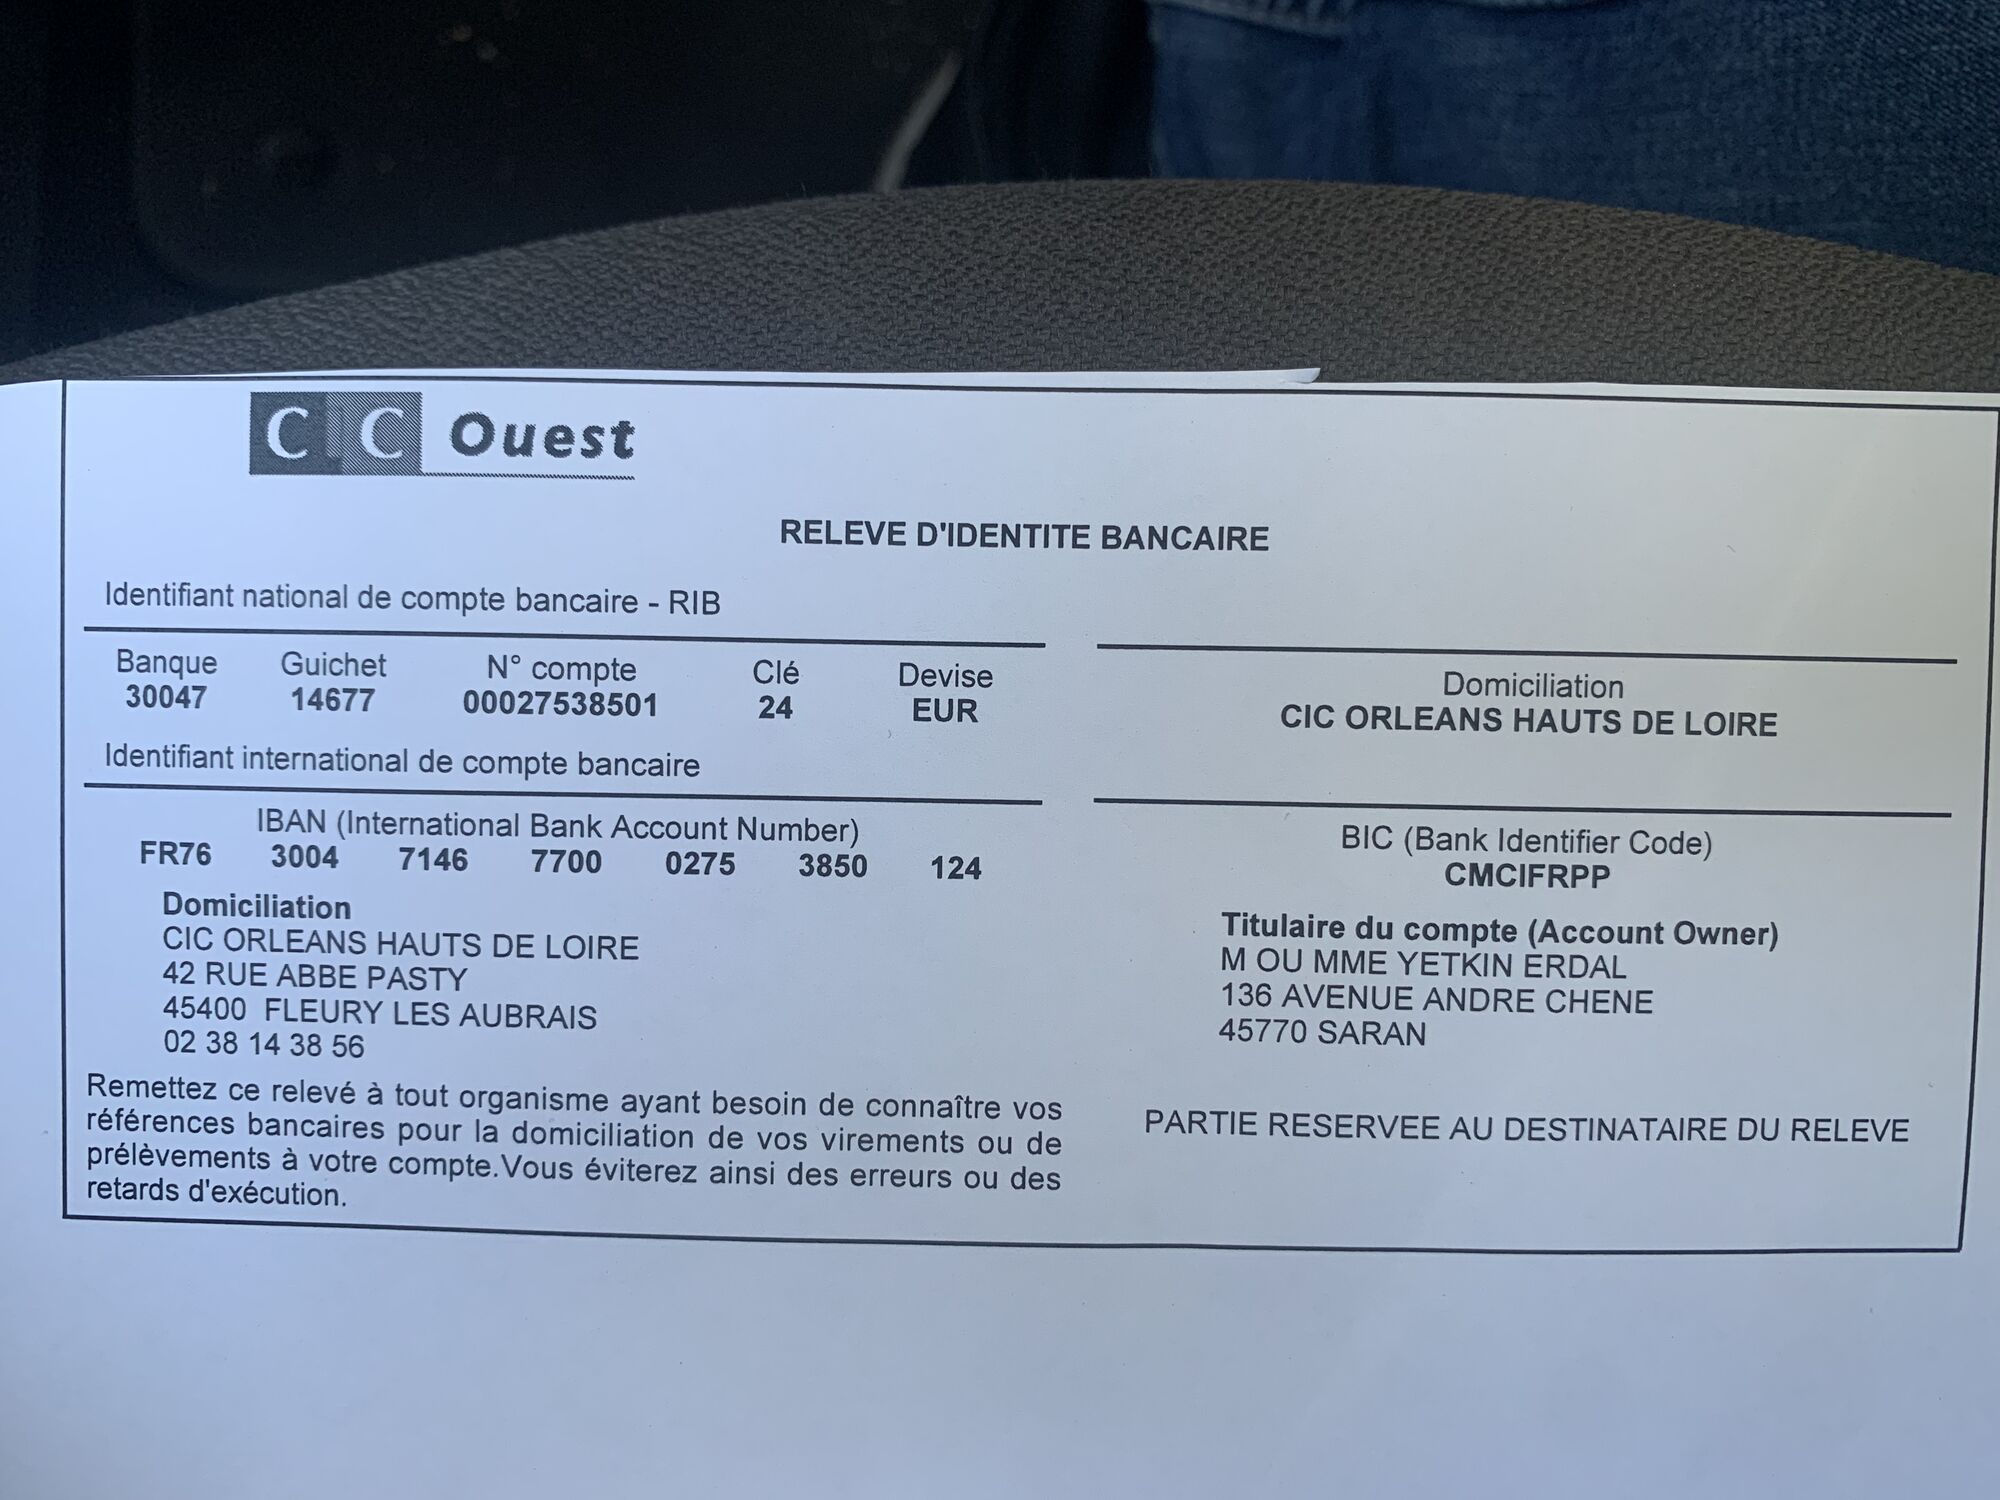 CIC Ouest
RELEVE D'IDENTITE BANCAIRE
Identifiant national de compte bancaire - RIB
Banque Guichet N° compte Clé Devise
30047 14677 00027538501 24 EUR
Domiciliation
CIC ORLEANS HAUTS DE LOIRE
Identifiant international de compte bancaire
IBAN (International Bank Account Number)
FR76 3004 7146 7700 0275 3850 124
BIC (Bank Identifier Code)
CMCIFRPP
Domiciliation
CIC ORLEANS HAUTS DE LOIRE
42 RUE ABBE PASTY
45400 FLEURY LES AUBRAIS
02 38 14 38 56
Titulaire du compte (Account Owner)
M OU MME YETKIN ERDAL
136 AVENUE ANDRE CHENE
45770 SARAN
Remettez ce relevé à tout organisme ayant besoin de connaître vos
références bancaires pour la domiciliation de vos virements ou de
prélèvements à votre compte.Vous éviterez ainsi des erreurs ou des
retards d'exécution.
PARTIE RESERVEE AU DESTINATAIRE DU RELEVE